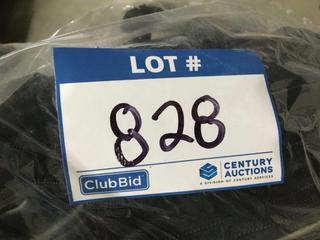 LOT #
828
ClubBid
CENTURY
AUCTIONS
A DIVISION OF CENTURY SERVICES